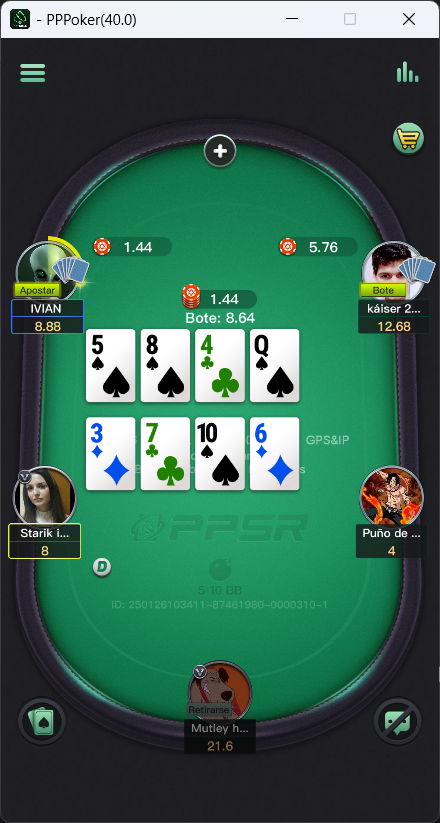 - PPPoker(40.0)
1.44
5.76
Apostar
IVIAN
8.88
Bote
káiser 2...
12.68
1.44
Bote: 8.64
5 8 4 Q
3 7 10 6
GPS&IP
Starik i...
8
Puño de ...
4
PPSR
D
5-10 BB
ID: 250126103411-87461980-0000310-1
V
Retirarse
Mutley h...
21.6